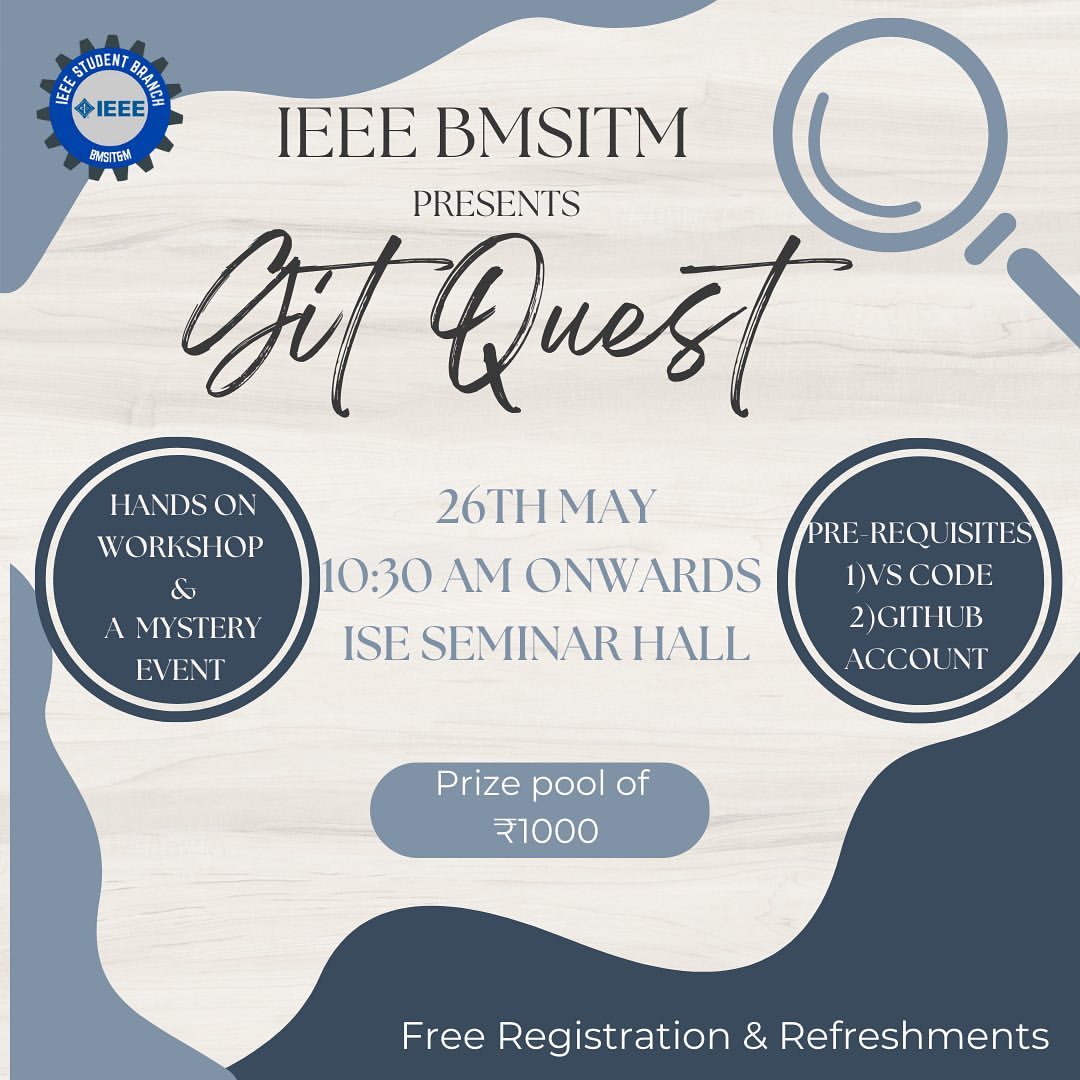 IEEE STUDENT BRANCH
IEEE
BMSIT&M
IEEE BMSITM
PRESENTS
Git Quest
HANDS ON
WORKSHOP
&
A MYSTERY
EVENT
26TH MAY
10:30 AM ONWARDS
ISE SEMINAR HALL
PRE-REQUISITES
1)VS CODE
2)GITHUB
ACCOUNT
Prize pool of
₹1000
Free Registration & Refreshments